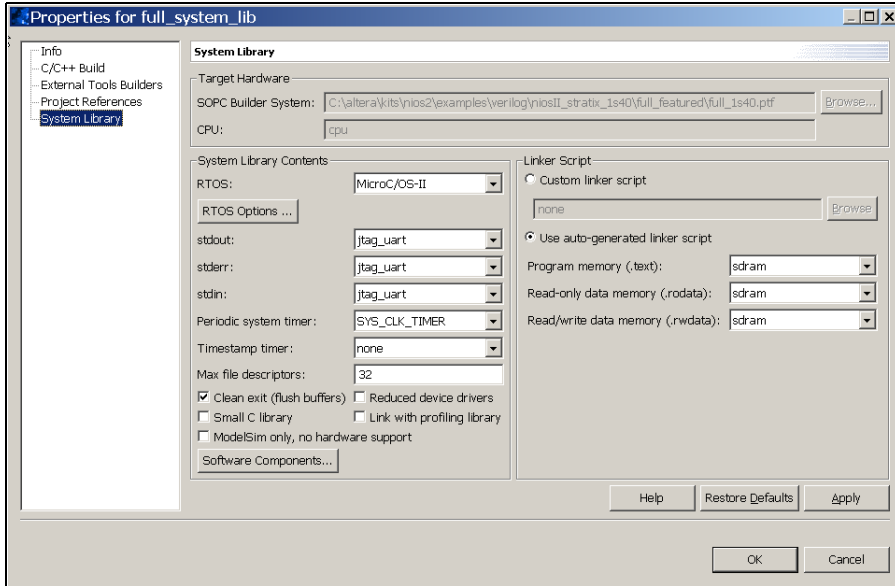 Properties for full_system_lib
Info
C/C++ Build
External Tools Builders
Project References
System Library
System Library
Target Hardware
SOPC Builder System: C:\altera\kits\nios2\examples\verilog\niosII_stratix_1s40\full_featured\full_1s40.ptf Browse...
CPU: cpu
System Library Contents
RTOS: MicroC/OS-II
RTOS Options ...
stdout: jtag_uart
stderr: jtag_uart
stdin: jtag_uart
Periodic system timer: SYS_CLK_TIMER
Timestamp timer: none
Max file descriptors: 32
Clean exit (flush buffers) Reduced device drivers
Small C library Link with profiling library
ModelSim only, no hardware support
Software Components...
Linker Script
Custom linker script
none Browse
Use auto-generated linker script
Program memory (.text): sdram
Read-only data memory (.rodata): sdram
Read/write data memory (.rwdata): sdram
Help Restore Defaults Apply
OK Cancel